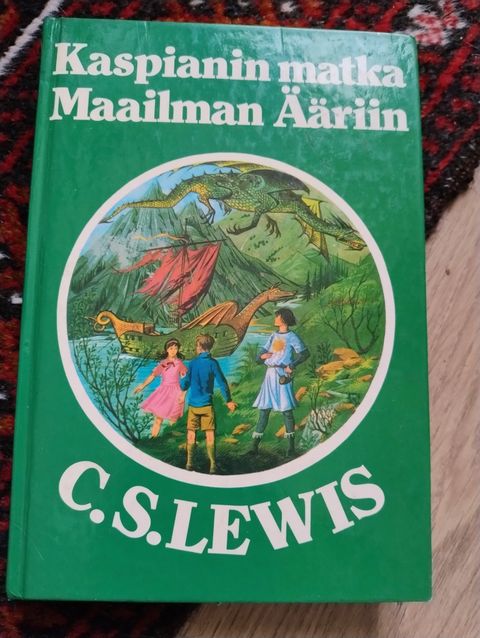 Kaspianin matka
Maailman Ääriin
C.S.LEWIS